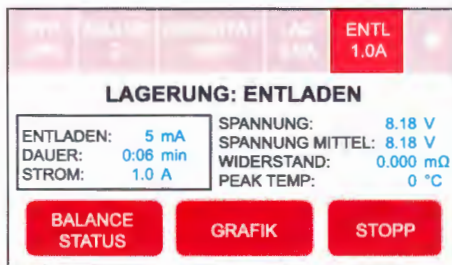 ENTL
1.0A
LAGERUNG: ENTLADEN
ENTLADEN: 5 mA
DAUER: 0:06 min
STROM: 1.0 A
SPANNUNG: 8.18 V
SPANNUNG MITTEL: 8.18 V
WIDERSTAND: 0.000 mΩ
PEAK TEMP: 0 °C
BALANCE
STATUS
GRAFIK
STOPP